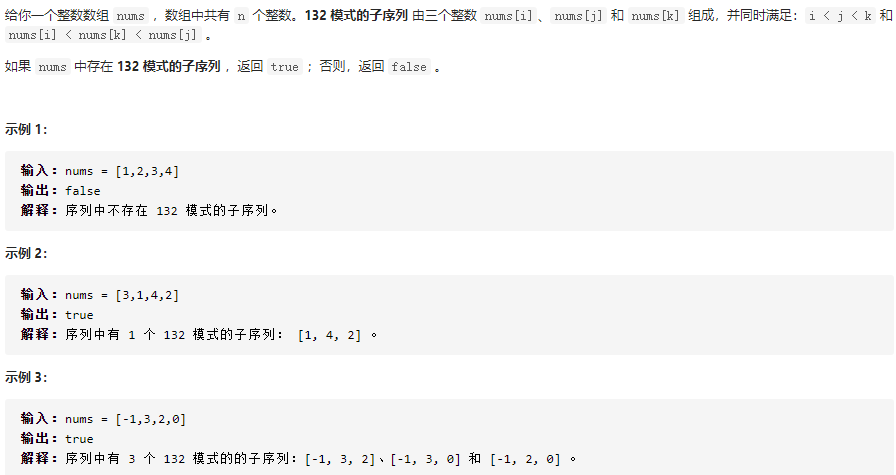 给你一个整数数组 nums ，数组中共有 n 个整数。132 模式的子序列 由三个整数 nums[i]、nums[j] 和 nums[k] 组成，并同时满足：i < j < k 和
nums[i] < nums[k] < nums[j] 。
如果 nums 中存在 132 模式的子序列 ，返回 true ；否则，返回 false 。
示例 1：
输入：nums = [1,2,3,4]
输出：false
解释：序列中不存在 132 模式的子序列。
示例 2：
输入：nums = [3,1,4,2]
输出：true
解释：序列中有 1 个 132 模式的子序列： [1, 4, 2] 。
示例 3：
输入：nums = [-1,3,2,0]
输出：true
解释：序列中有 3 个 132 模式的的子序列：[-1, 3, 2]、[-1, 3, 0] 和 [-1, 2, 0] 。